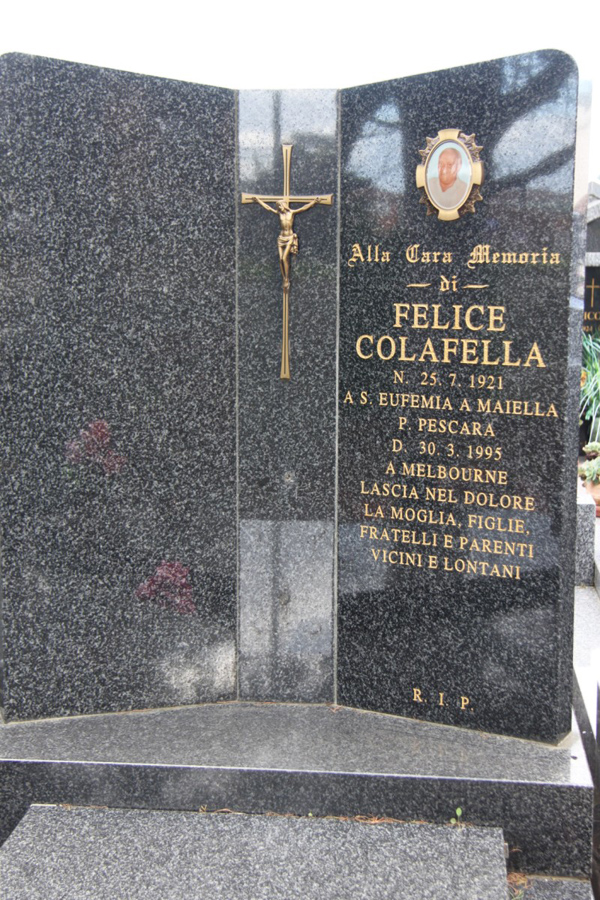 Alla Cara Memoria
— di —
FELICE
COLAFELLA
N. 25. 7. 1921
A S. EUFEMIA A MAIELLA
P. PESCARA
D. 30. 3. 1995
A MELBOURNE
LASCIA NEL DOLORE
LA MOGLIA, FIGLIE,
FRATELLI E PARENTI
VICINI E LONTANI
R. I. P.